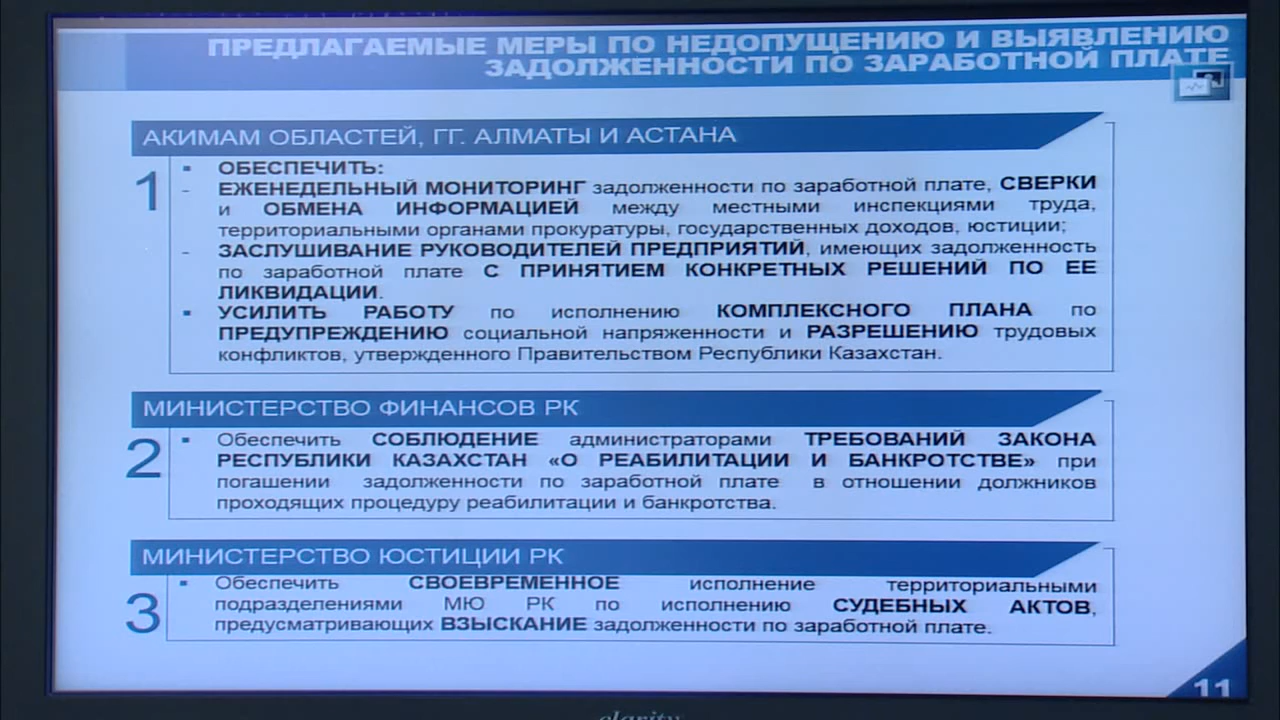 ПРЕДЛАГАЕМЫЕ МЕРЫ ПО НЕДОПУЩЕНИЮ И ВЫЯВЛЕНИЮ
ЗАДОЛЖЕННОСТИ ПО ЗАРАБОТНОЙ ПЛАТЕ
АКИМАМ ОБЛАСТЕЙ, ГГ. АЛМАТЫ И АСТАНА
1
▪ ОБЕСПЕЧИТЬ:
- ЕЖЕНЕДЕЛЬНЫЙ МОНИТОРИНГ задолженности по заработной плате, СВЕРКИ
и ОБМЕНА ИНФОРМАЦИЕЙ между местными инспекциями труда,
территориальными органами прокуратуры, государственных доходов, юстиции;
- ЗАСЛУШИВАНИЕ РУКОВОДИТЕЛЕЙ ПРЕДПРИЯТИЙ, имеющих задолженность
по заработной плате С ПРИНЯТИЕМ КОНКРЕТНЫХ РЕШЕНИЙ ПО ЕЕ
ЛИКВИДАЦИИ.
▪ УСИЛИТЬ РАБОТУ по исполнению КОМПЛЕКСНОГО ПЛАНА по
ПРЕДУПРЕЖДЕНИЮ социальной напряженности и РАЗРЕШЕНИЮ трудовых
конфликтов, утвержденного Правительством Республики Казахстан.
МИНИСТЕРСТВО ФИНАНСОВ РК
2
▪ Обеспечить СОБЛЮДЕНИЕ администраторами ТРЕБОВАНИЙ ЗАКОНА
РЕСПУБЛИКИ КАЗАХСТАН «О РЕАБИЛИТАЦИИ И БАНКРОТСТВЕ» при
погашении задолженности по заработной плате в отношении должников
проходящих процедуру реабилитации и банкротства.
МИНИСТЕРСТВО ЮСТИЦИИ РК
3
▪ Обеспечить СВОЕВРЕМЕННОЕ исполнение территориальными
подразделениями МЮ РК по исполнению СУДЕБНЫХ АКТОВ,
предусматривающих ВЗЫСКАНИЕ задолженности по заработной плате.
11
clarity